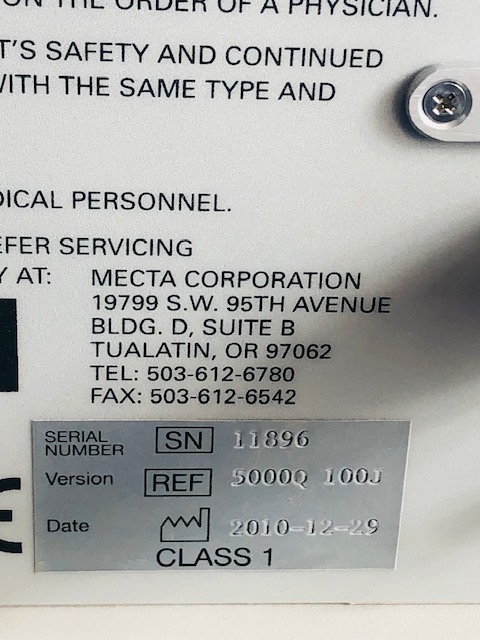 ON THE ORDER OF A PHYSICIAN.
T'S SAFETY AND CONTINUED
WITH THE SAME TYPE AND
DICAL PERSONNEL.
EFER SERVICING
Y AT: MECTA CORPORATION
19799 S.W. 95TH AVENUE
BLDG. D, SUITE B
TUALATIN, OR 97062
TEL: 503-612-6780
FAX: 503-612-6542
SERIAL NUMBER SN 11896
Version REF 5000Q 100J
Date 2010-12-29
CLASS 1
CE